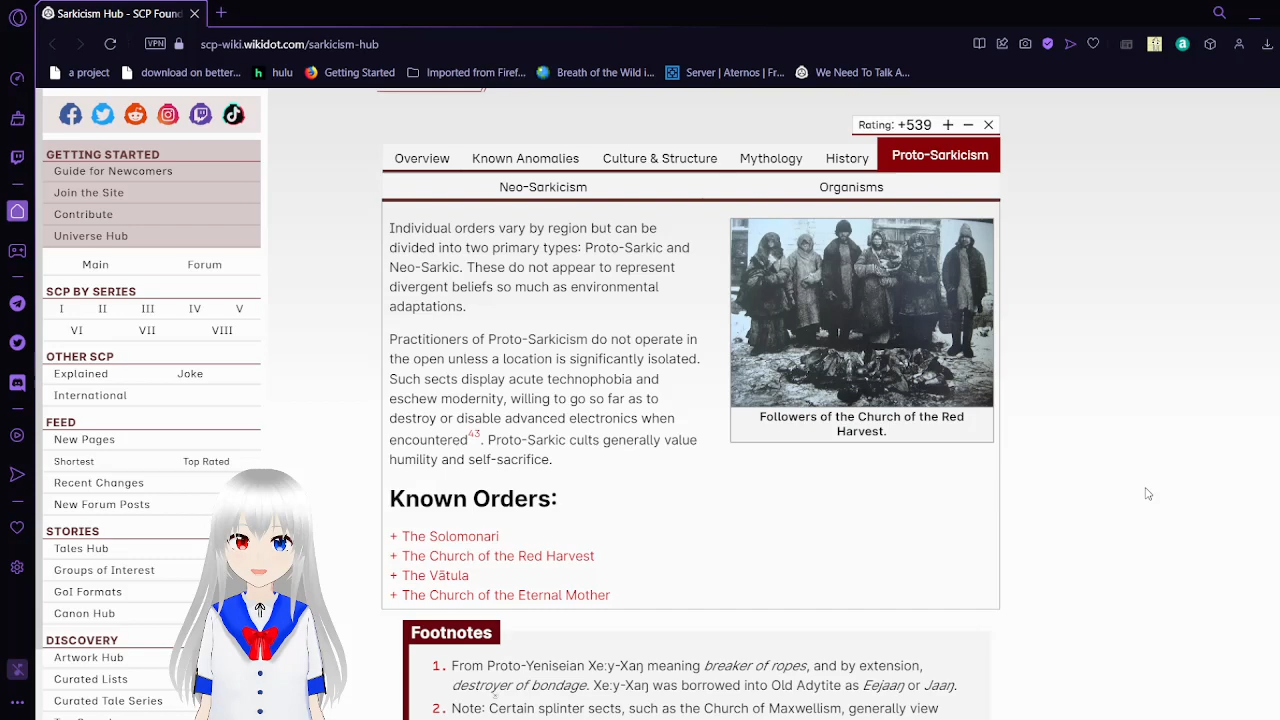 Sarkicism Hub - SCP Found
VPN
scp-wiki.wikidot.com/sarkicism-hub
a project
download on better...
hulu
Getting Started
Imported from Firef...
Breath of the Wild i...
Server | Aternos | Fr...
We Need To Talk A...
GETTING STARTED
Guide for Newcomers
Join the Site
Contribute
Universe Hub
Main Forum
SCP BY SERIES
I II III IV V
VI VII VIII
OTHER SCP
Explained Joke
International
FEED
New Pages
Shortest Top Rated
Recent Changes
New Forum Posts
STORIES
Tales Hub
Groups of Interest
GoI Formats
Canon Hub
DISCOVERY
Artwork Hub
Curated Lists
Curated Tale Series
Rating: +539 + − ×
Overview Known Anomalies Culture & Structure Mythology History Proto-Sarkicism
Neo-Sarkicism Organisms
Individual orders vary by region but can be
divided into two primary types: Proto-Sarkic and
Neo-Sarkic. These do not appear to represent
divergent beliefs so much as environmental
adaptations.
Practitioners of Proto-Sarkicism do not operate in
the open unless a location is significantly isolated.
Such sects display acute technophobia and
eschew modernity, willing to go so far as to
destroy or disable advanced electronics when
encountered43. Proto-Sarkic cults generally value
humility and self-sacrifice.
Followers of the Church of the Red
Harvest.
Known Orders:
+ The Solomonari
+ The Church of the Red Harvest
+ The Vātula
+ The Church of the Eternal Mother
Footnotes
1. From Proto-Yeniseian Xe:y-Xaŋ meaning breaker of ropes, and by extension,
destroyer of bondage. Xe:y-Xaŋ was borrowed into Old Adytite as Eejaaŋ or Jaaŋ.
2. Note: Certain splinter sects, such as the Church of Maxwellism, generally view